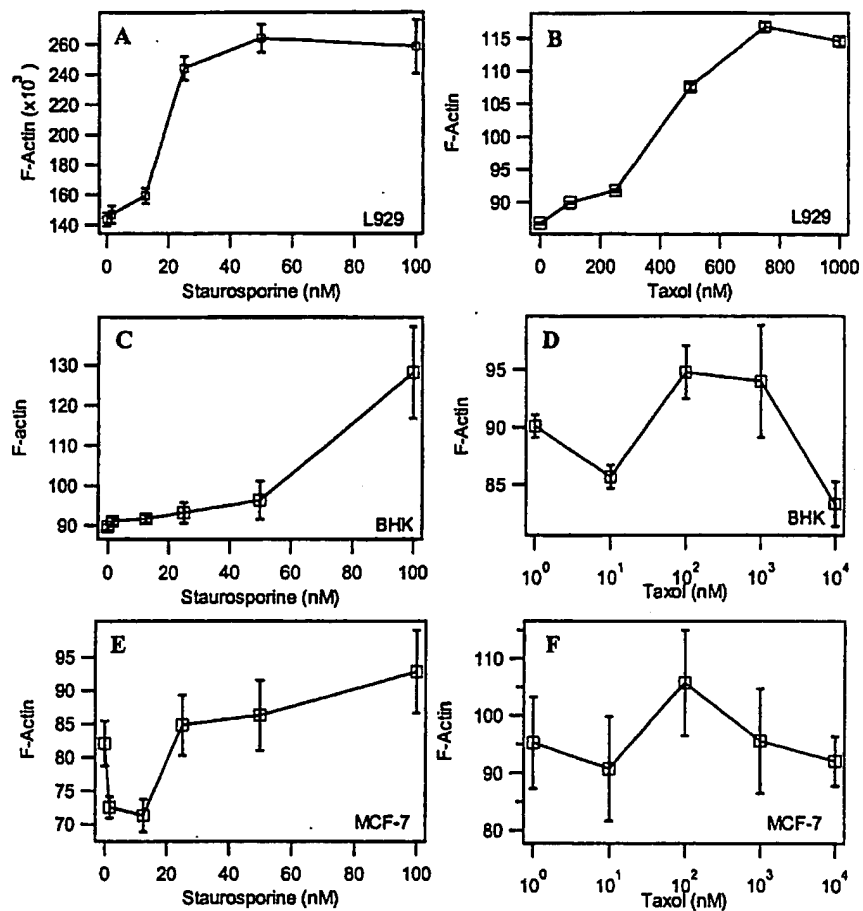 A
F-Actin (x10³)
260
240
220
200
180
160
140
0 20 40 60 80 100
Staurosporine (nM)
L929
B
F-Actin
115
110
105
100
95
90
0 200 400 600 800 1000
Taxol (nM)
L929
C
F-actin
130
120
110
100
90
0 20 40 60 80 100
Staurosporine (nM)
BHK
D
F-Actin
95
90
85
10⁰ 10¹ 10² 10³ 10⁴
Taxol (nM)
BHK
E
F-Actin
95
90
85
80
75
70
0 20 40 60 80 100
Staurosporine (nM)
MCF-7
F
F-Actin
110
100
90
80
10⁰ 10¹ 10² 10³ 10⁴
Taxol (nM)
MCF-7